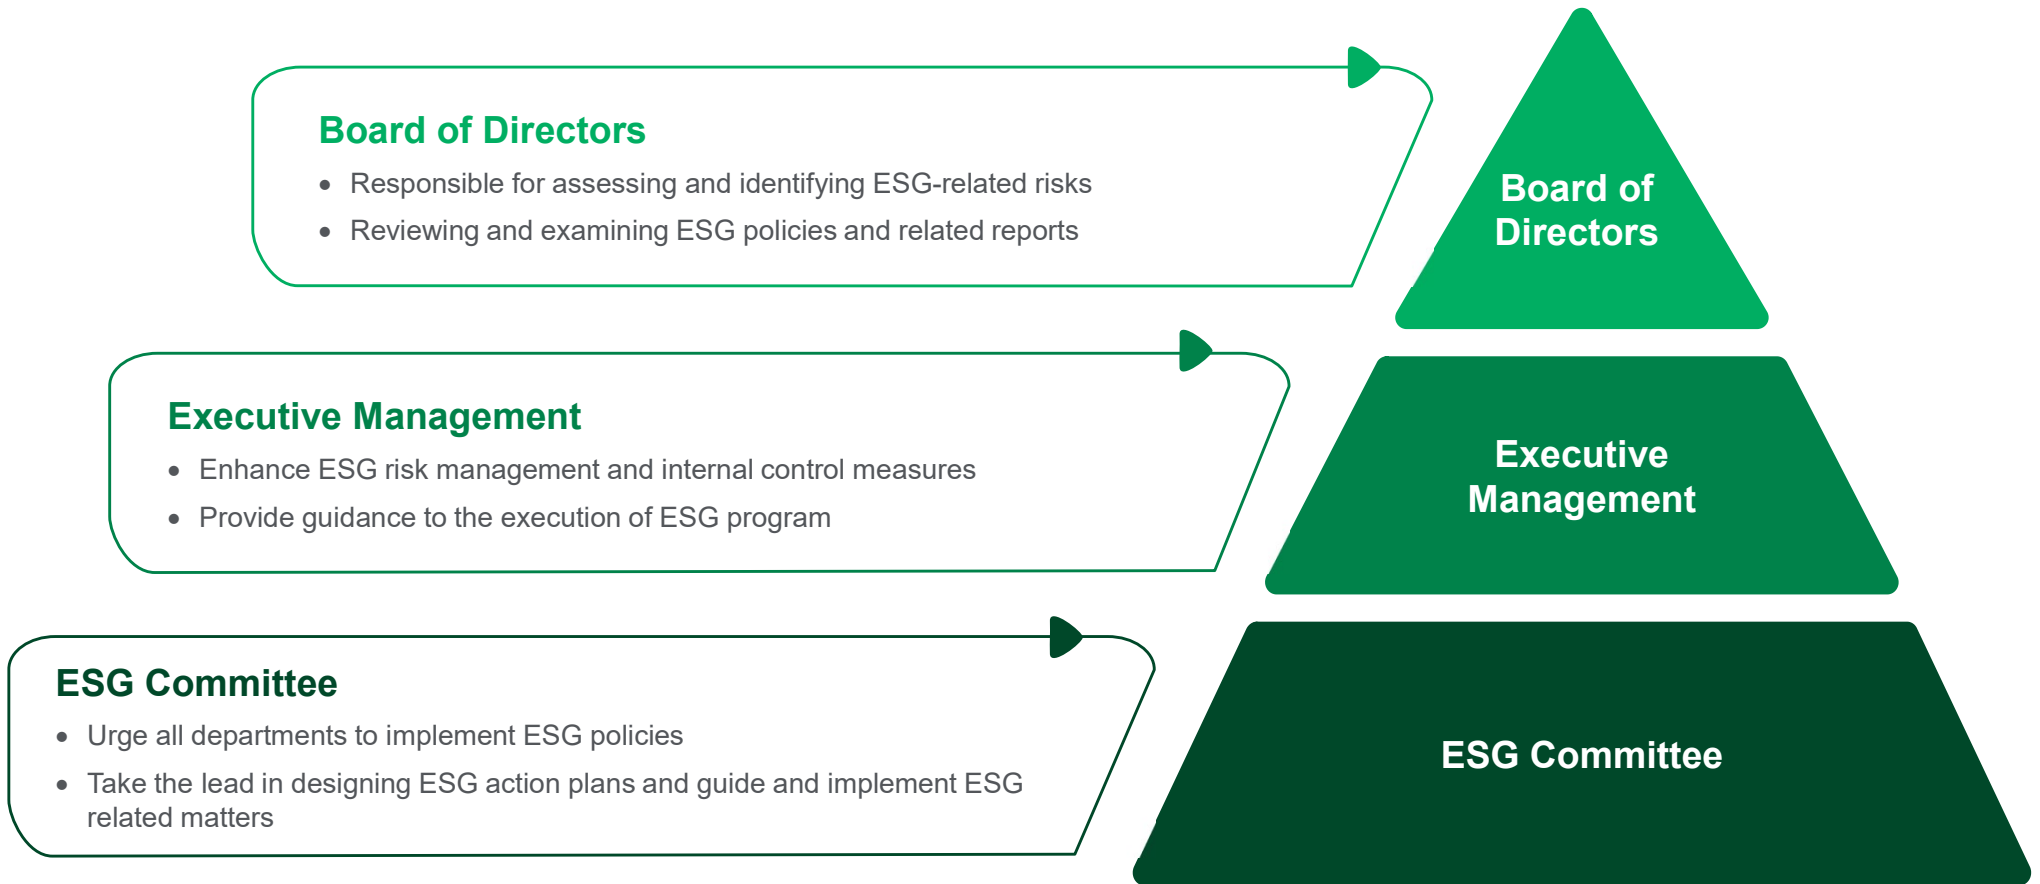 Board of Directors
• Responsible for assessing and identifying ESG-related risks
• Reviewing and examining ESG policies and related reports
Board of
Directors
Executive Management
• Enhance ESG risk management and internal control measures
• Provide guidance to the execution of ESG program
Executive
Management
ESG Committee
• Urge all departments to implement ESG policies
• Take the lead in designing ESG action plans and guide and implement ESG
related matters
ESG Committee